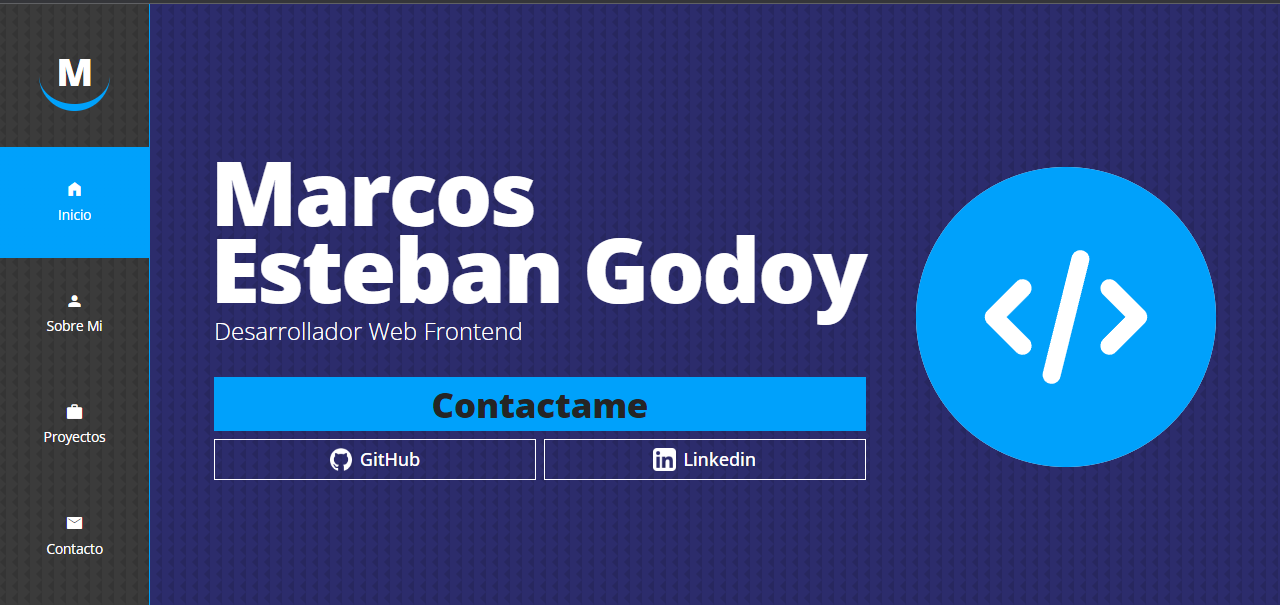 M
Inicio
Sobre Mi
Proyectos
Contacto
Marcos
Esteban Godoy
Desarrollador Web Frontend
Contactame
GitHub
Linkedin